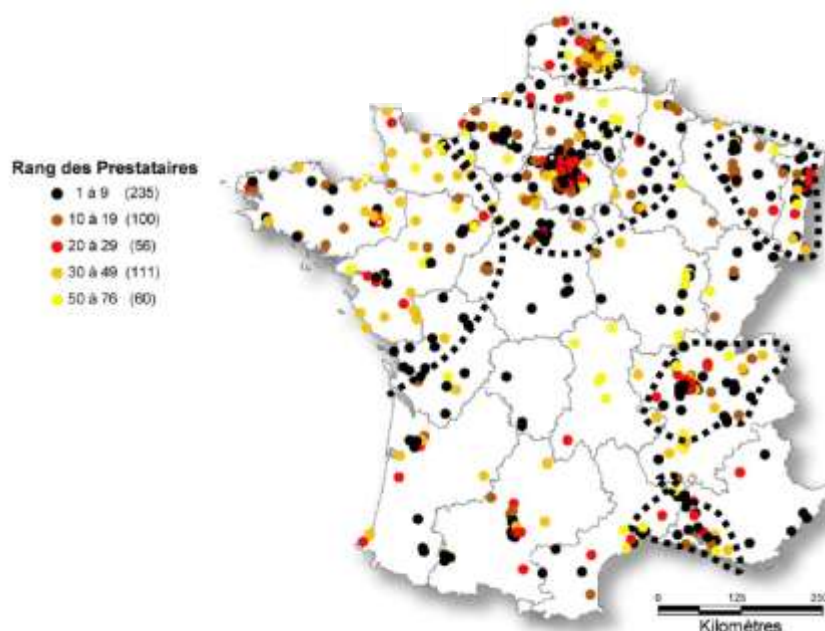 Rang des Prestataires
1 à 9 (235)
10 à 19 (100)
20 à 29 (56)
30 à 49 (111)
50 à 76 (60)
0 125 250
Kilomètres